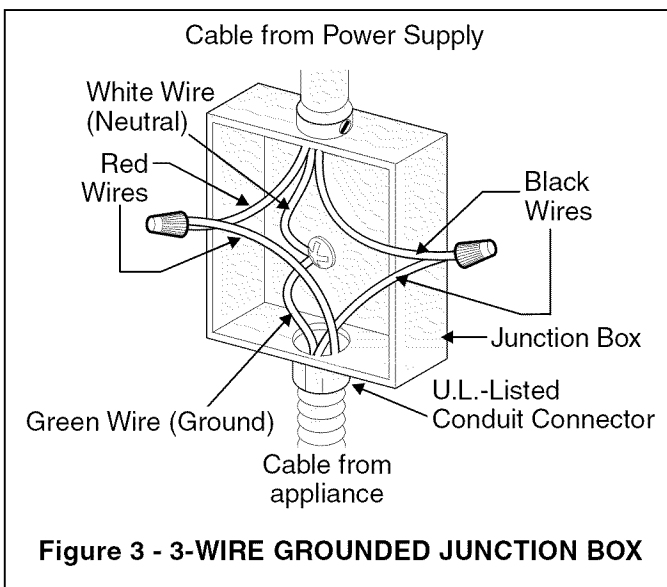 Cable from Power Supply
White Wire
(Neutral)
Red
Wires
Black
Wires
Junction Box
U.L.-Listed
Conduit Connector
Green Wire (Ground)
Cable from
appliance
Figure 3 - 3-WIRE GROUNDED JUNCTION BOX